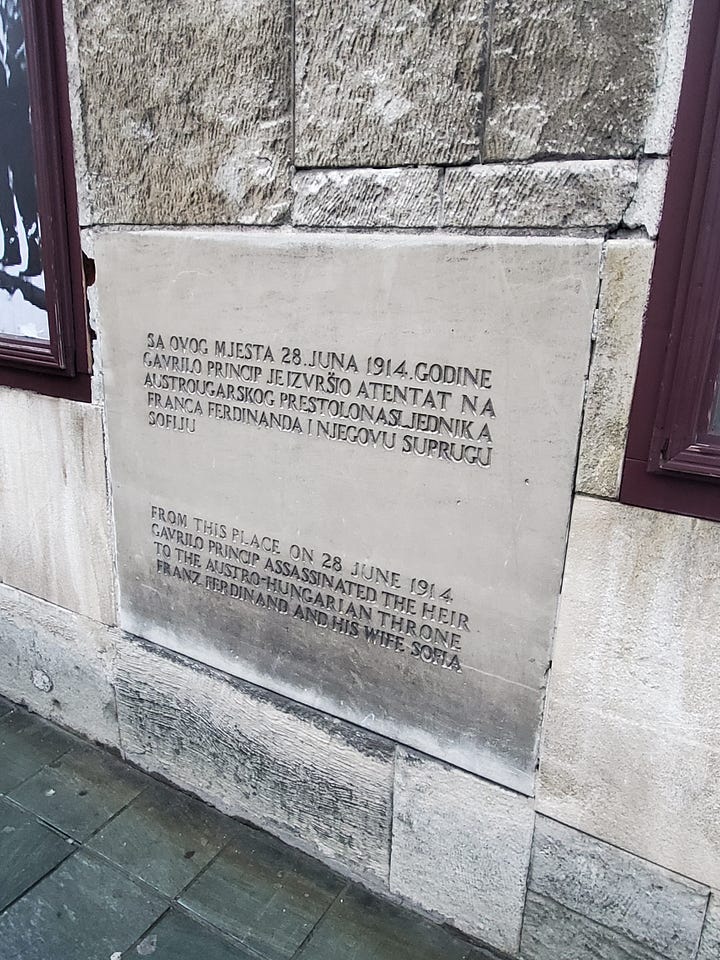 SA OVOG MJESTA 28.JUNA 1914.GODINE
GAVRILO PRINCIP JE IZVRŠIO ATENTAT NA
AUSTROUGARSKOG PRESTOLONASLJEDNIKA
FRANCA FERDINANDA I NJEGOVU SUPRUGU
SOFIJU
FROM THIS PLACE ON 28 JUNE 1914
GAVRILO PRINCIP ASSASSINATED THE HEIR
TO THE AUSTRO-HUNGARIAN THRONE
FRANZ FERDINAND AND HIS WIFE SOFIA